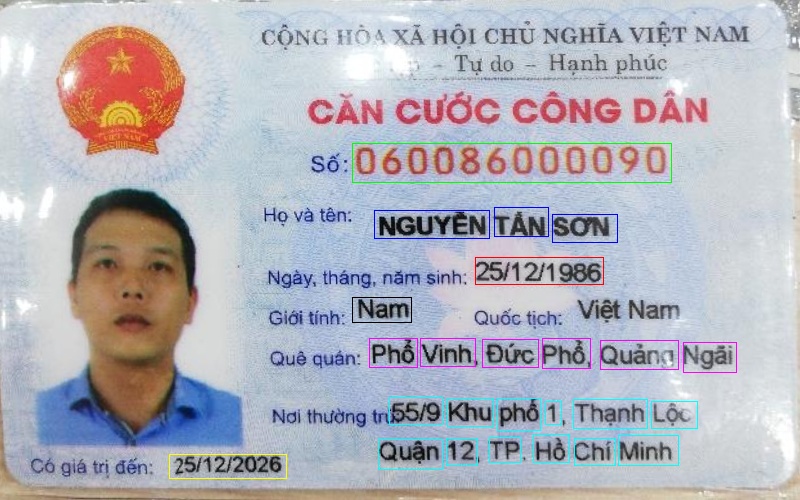 CỘNG HÒA XÃ HỘI CHỦ NGHĨA VIỆT NAM
- Tự do - Hạnh phúc
CĂN CƯỚC CÔNG DÂN
VIỆT NAM
Số: 060086000090
Họ và tên: NGUYỄN TẤN SƠN
Ngày, tháng, năm sinh: 25/12/1986
Giới tính: Nam Quốc tịch: Việt Nam
Quê quán: Phổ Vinh, Đức Phổ, Quảng Ngãi
Nơi thường trú: 55/9 Khu phố 1, Thạnh Lộc
Quận 12, TP. Hồ Chí Minh
Có giá trị đến: 25/12/2026